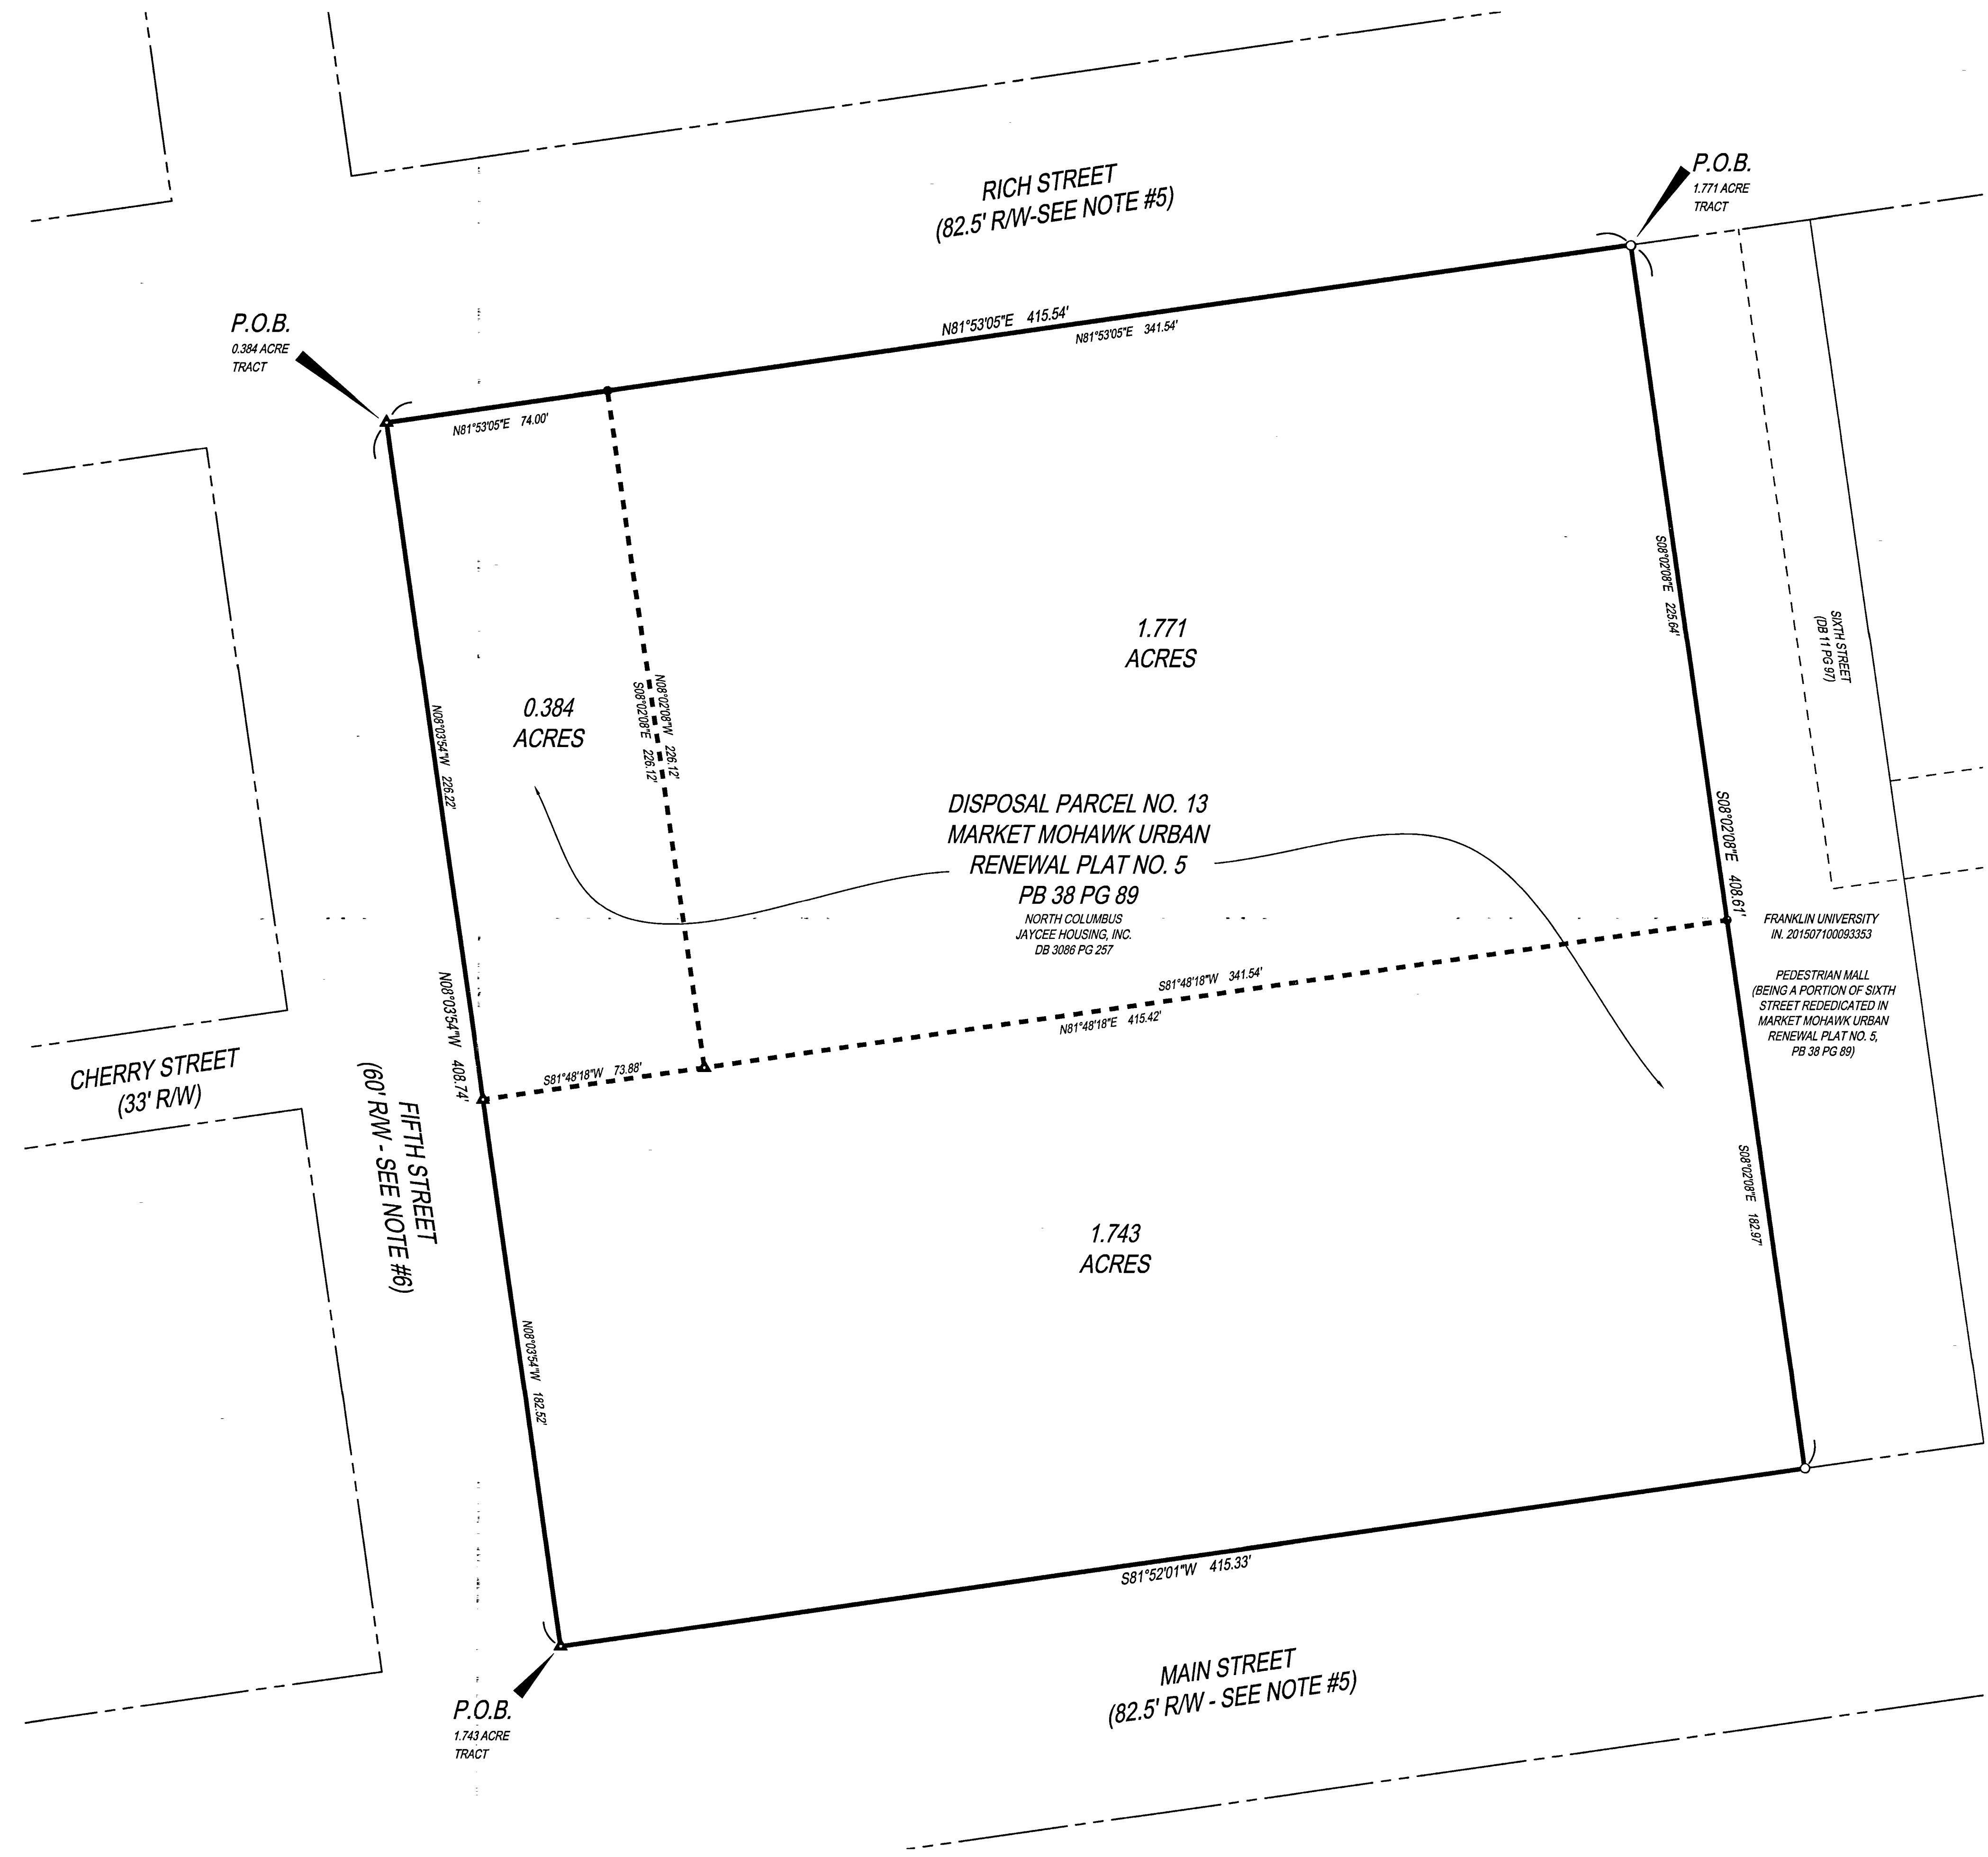 RICH STREET
(82.5' R/W-SEE NOTE #5)
P.O.B.
1.771 ACRE
TRACT
P.O.B.
0.384 ACRE
TRACT
N81°53'05"E 415.54'
N81°53'05"E 341.54'
N81°53'05"E 74.00'
S08°02'08"E 225.64'
SIXTH STREET
(DB 11 PG 97)
1.771
ACRES
0.384
ACRES
N08°03'54"W 226.22'
N08°02'08"W 226.12'
S08°02'08"E 226.12'
DISPOSAL PARCEL NO. 13
MARKET MOHAWK URBAN
RENEWAL PLAT NO. 5
PB 38 PG 89
NORTH COLUMBUS
JAYCEE HOUSING, INC.
DB 3086 PG 257
S08°02'08"E 408.61'
FRANKLIN UNIVERSITY
IN. 201507100093353
PEDESTRIAN MALL
(BEING A PORTION OF SIXTH
STREET REDEDICATED IN
MARKET MOHAWK URBAN
RENEWAL PLAT NO. 5,
PB 38 PG 89)
S81°48'18"W 341.54'
N81°48'18"E 415.42'
N08°03'54"W 408.74'
S81°48'18"W 73.88'
CHERRY STREET
(33' R/W)
FIFTH STREET
(60' R/W - SEE NOTE #6)
S08°02'08"E 182.97'
1.743
ACRES
N08°03'54"W 182.52'
S81°52'01"W 415.33'
MAIN STREET
(82.5' R/W - SEE NOTE #5)
P.O.B.
1.743 ACRE
TRACT